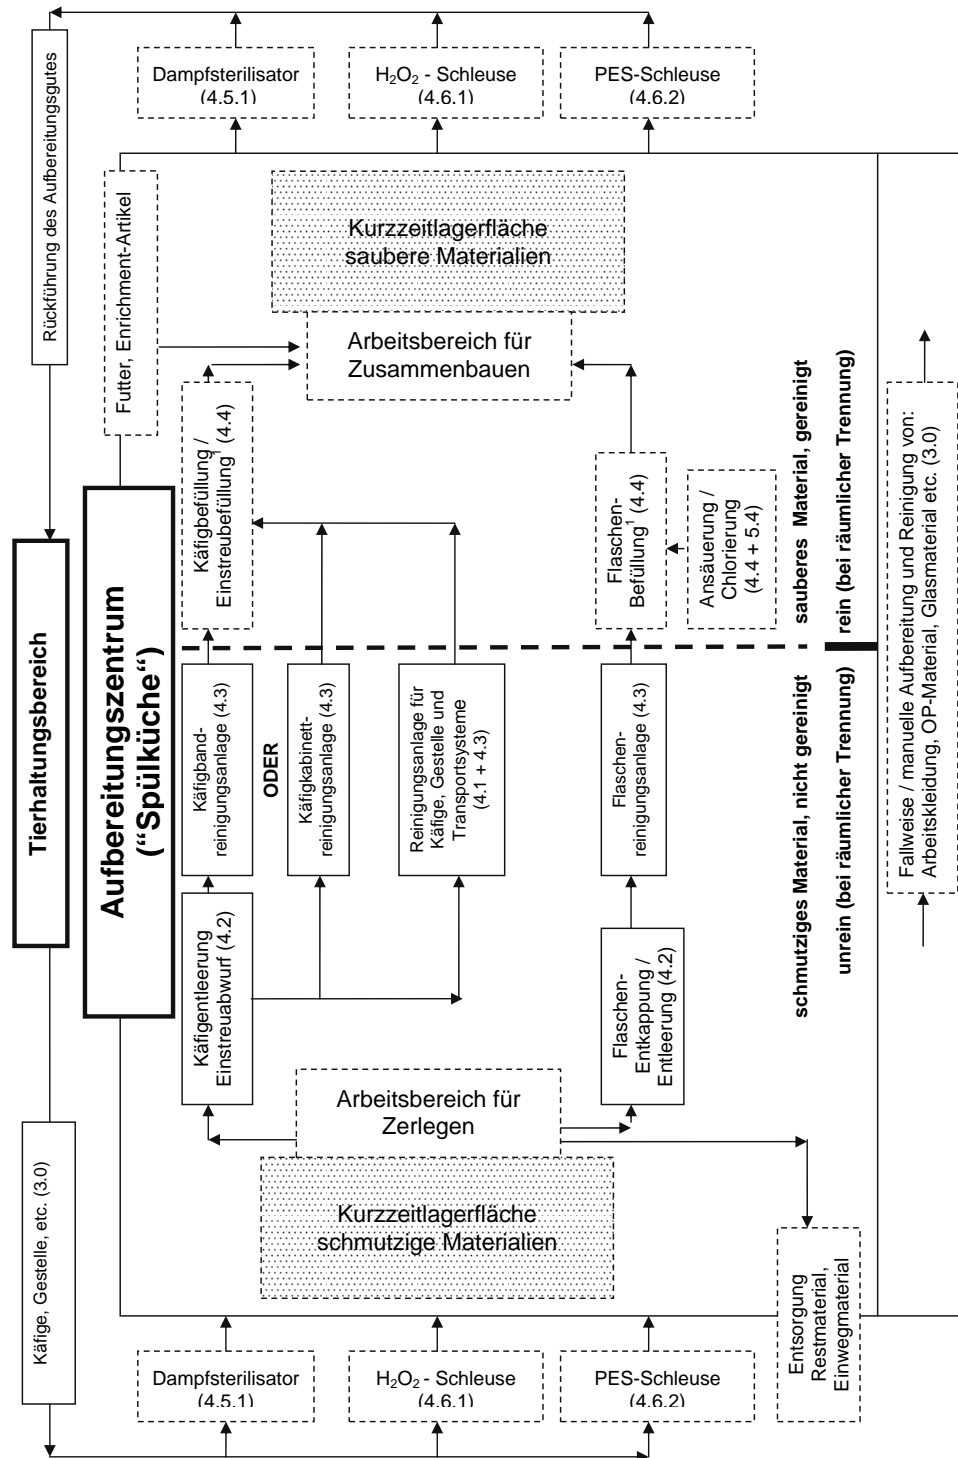 Tierhaltungsbereich
Käfige, Gestelle, etc. (3.0)
Rückführung des Aufbereitungsgutes
Aufbereitungszentrum
(“Spülküche“)
Futter, Enrichment-Artikel
Dampfsterilisator
(4.5.1)
H₂O₂ - Schleuse
(4.6.1)
PES-Schleuse
(4.6.2)
Kurzzeitlagerfläche
schmutzige Materialien
Arbeitsbereich für
Zerlegen
Entsorgung
Restmaterial,
Einwegmaterial
Käfigentleerung
Einstreuabwurf (4.2)
Flaschen-
Entkappung /
Entleerung (4.2)
Käfigband-
reinigungsanlage (4.3)
ODER
Käfigkabinett-
reinigungsanlage (4.3)
Reinigungsanlage für
Käfige, Gestelle und
Transportsysteme
(4.1 + 4.3)
Flaschen-
reinigungsanlage (4.3)
Käfigbefüllung /
Einstreubefüllung¹ (4.4)
Flaschen-
Befüllung¹ (4.4)
Ansäuerung /
Chlorierung
(4.4 + 5.4)
Arbeitsbereich für
Zusammenbauen
Kurzzeitlagerfläche
saubere Materialien
Dampfsterilisator
(4.5.1)
H₂O₂ - Schleuse
(4.6.1)
PES-Schleuse
(4.6.2)
schmutziges Material, nicht gereinigt
unrein (bei räumlicher Trennung)
sauberes Material, gereinigt
rein (bei räumlicher Trennung)
Fallweise / manuelle Aufbereitung und Reinigung von:
Arbeitskleidung, OP-Material, Glasmaterial etc. (3.0)